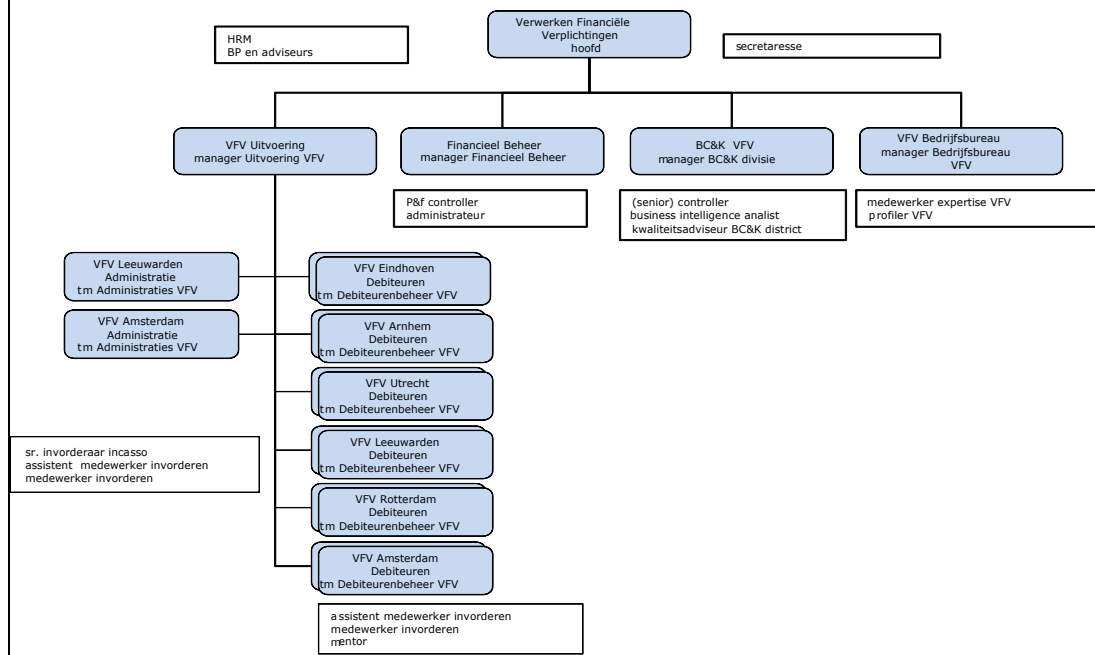 Verwerken Financiële
Verplichtingen
hoofd
HRM
BP en adviseurs
secretaresse
VFV Uitvoering
manager Uitvoering VFV
Financieel Beheer
manager Financieel Beheer
BC&K VFV
manager BC&K divisie
VFV Bedrijfsbureau
manager Bedrijfsbureau
VFV
P&f controller
administrateur
(senior) controller
business intelligence analist
kwaliteitsadviseur BC&K district
medewerker expertise VFV
profiler VFV
VFV Leeuwarden
Administratie
tm Administraties VFV
VFV Eindhoven
Debiteuren
tm Debiteurenbeheer VFV
VFV Amsterdam
Administratie
tm Administraties VFV
VFV Arnhem
Debiteuren
tm Debiteurenbeheer VFV
VFV Utrecht
Debiteuren
tm Debiteurenbeheer VFV
sr. invorderaar incasso
assistent medewerker invorderen
medewerker invorderen
VFV Leeuwarden
Debiteuren
tm Debiteurenbeheer VFV
VFV Rotterdam
Debiteuren
tm Debiteurenbeheer VFV
VFV Amsterdam
Debiteuren
tm Debiteurenbeheer VFV
assistent medewerker invorderen
medewerker invorderen
mentor